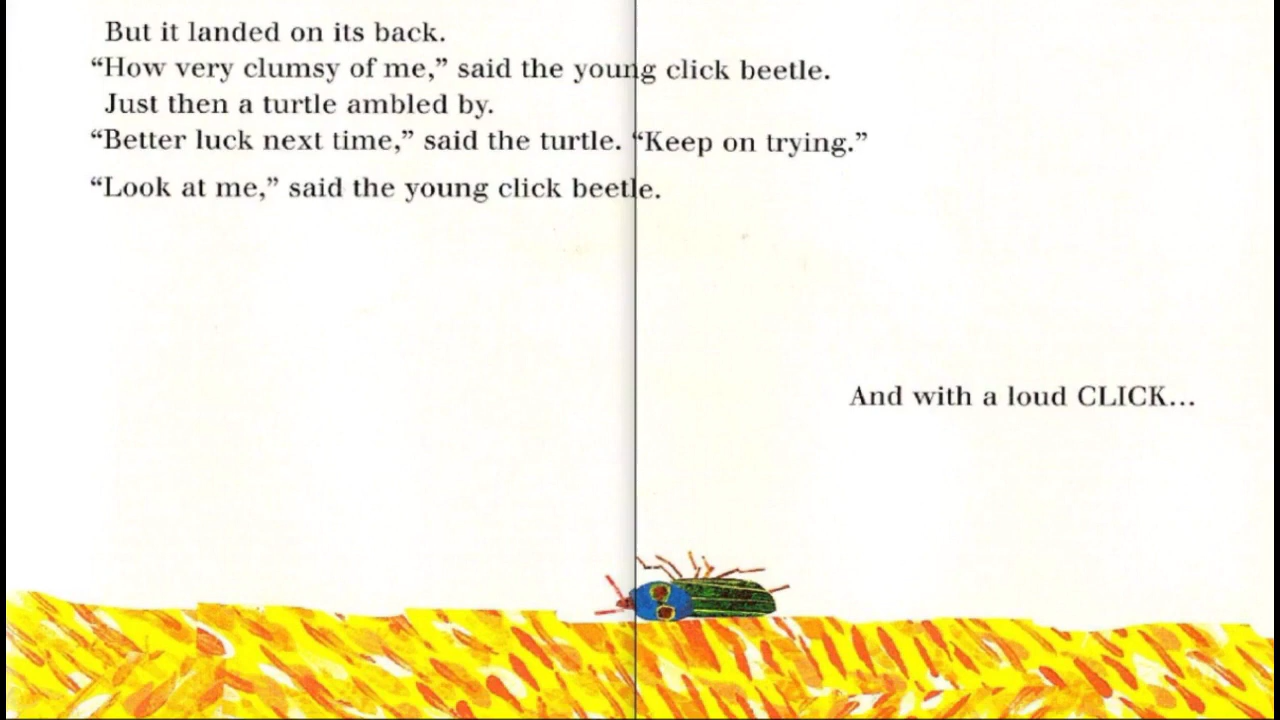 But it landed on its back.
“How very clumsy of me,” said the young click beetle.
Just then a turtle ambled by.
“Better luck next time,” said the turtle. “Keep on trying.”
“Look at me,” said the young click beetle.
And with a loud CLICK...